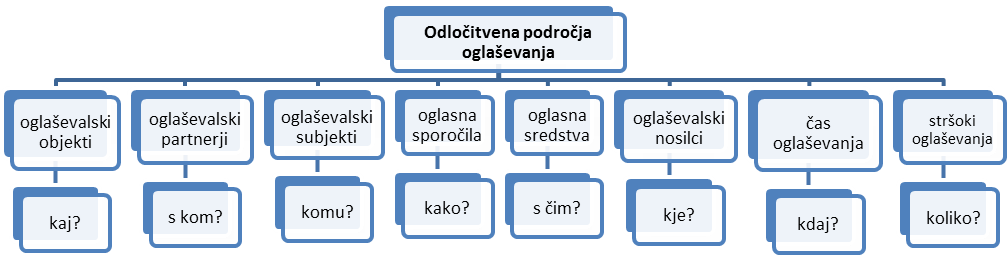 Odločitvena področja
oglaševanja
oglaševalski
objekti
oglaševalski
partnerji
oglaševalski
subjekti
oglasna
sporočila
oglasna
sredstva
oglaševalski
nosilci
čas
oglaševanja
stršoki
oglaševanja
kaj?
s kom?
komu?
kako?
s čim?
kje?
kdaj?
koliko?